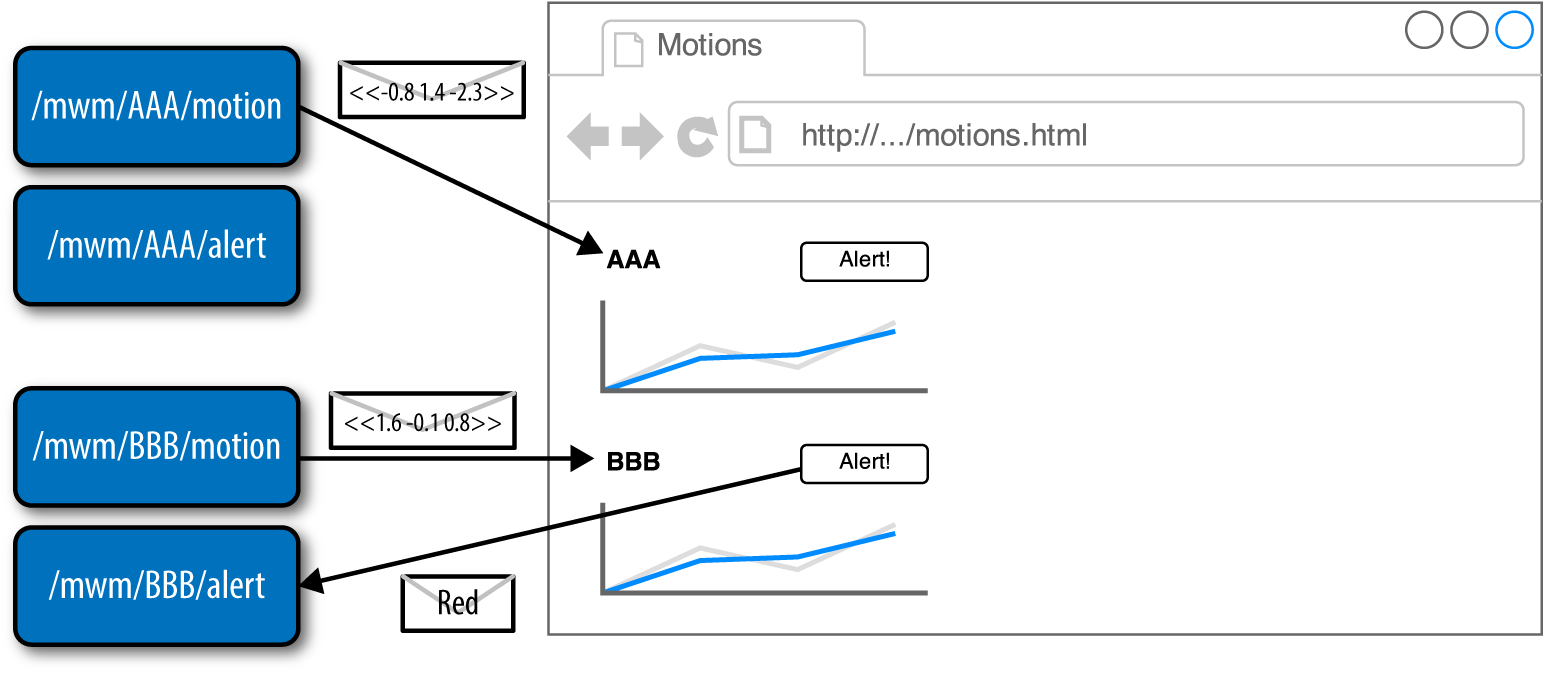 Motions
/mwm/AAA/motion
<<-0.8 1.4 -2.3>>
http://.../motions.html
/mwm/AAA/alert
AAA
Alert!
/mwm/BBB/motion
<<1.6 -0.1 0.8>>
BBB
Alert!
/mwm/BBB/alert
Red